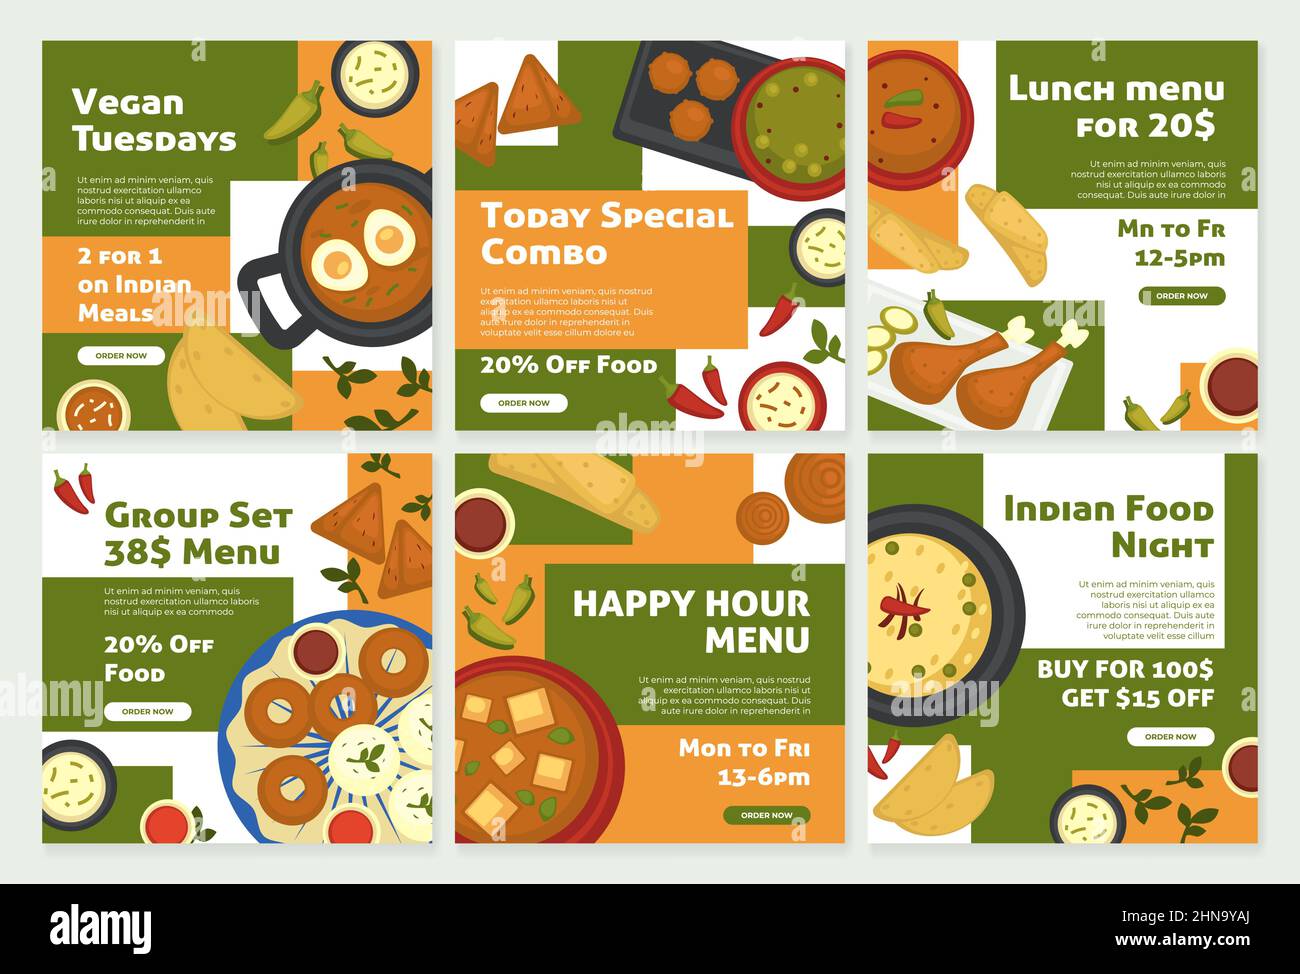 Vegan
Tuesdays
Ut enim ad minim veniam, quis
nostrud exercitation ullamco
laboris nisi ut aliquip ex ea
commodo consequat. Duis aute
irure dolor in reprehenderit in
2 for 1
on Indian
Meals
ORDER NOW
Today Special
Combo
Ut enim ad minim veniam, quis nostrud
exercitation ullamco laboris nisi ut
aliquip ex ea commodo consequat. Duis
aute irure dolor in reprehenderit in
voluptate velit esse cillum dolore eu
20% Off Food
ORDER NOW
Lunch menu
for 20$
Ut enim ad minim veniam, quis
nostrud exercitation ullamco
laboris nisi ut aliquip ex ea
commodo consequat. Duis aute
irure dolor in reprehenderit in
Mn to Fr
12-5pm
ORDER NOW
Group Set
38$ Menu
Ut enim ad minim veniam, quis
nostrud exercitation ullamco laboris
nisi ut aliquip ex ea commodo
20% Off
Food
ORDER NOW
HAPPY HOUR
MENU
Ut enim ad minim veniam, quis nostrud
exercitation ullamco laboris nisi ut aliquip
ex ea commodo consequat. Duis
aute irure dolor in reprehenderit in
Mon to Fri
13-6pm
ORDER NOW
Indian Food
Night
Ut enim ad minim veniam, quis
nostrud exercitation ullamco
laboris nisi ut aliquip ex ea
commodo consequat. Duis aute
irure dolor in reprehenderit in
voluptate velit esse cillum
BUY FOR 100$
GET $15 OFF
ORDER NOW
alamy
Image ID: 2HN9YAJ
www.alamy.com